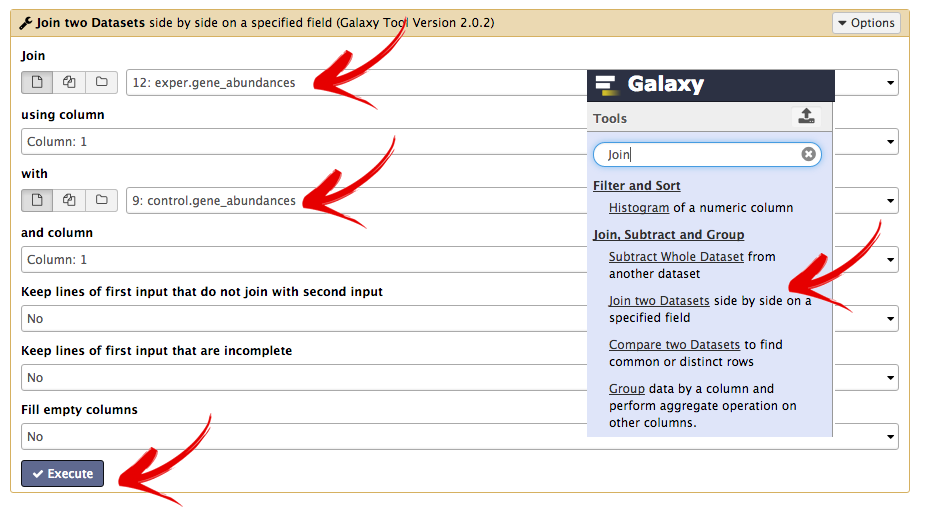 Join two Datasets side by side on a specified field (Galaxy Tool Version 2.0.2)
Options
Join
12: exper.gene_abundances
using column
Column: 1
with
9: control.gene_abundances
and column
Column: 1
Keep lines of first input that do not join with second input
No
Keep lines of first input that are incomplete
No
Fill empty columns
No
Execute
Galaxy
Tools
Join
Filter and Sort
Histogram of a numeric column
Join, Subtract and Group
Subtract Whole Dataset from
another dataset
Join two Datasets side by side on a
specified field
Compare two Datasets to find
common or distinct rows
Group data by a column and
perform aggregate operation on
other columns.